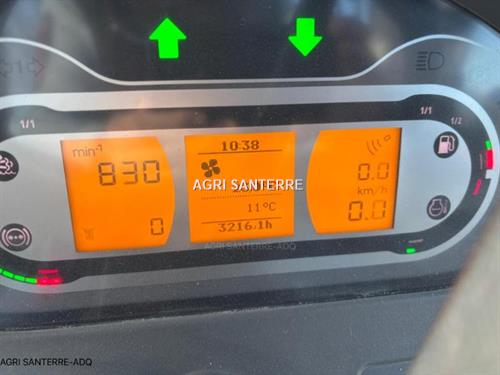 1/1
1/1
1/2
min-1
830
0
10:38
11°C
3216,1h
0.0
km/h
0.0
AGRI SANTERRE
AGRI SANTERRE-ADQ
AGRI SANTERRE-ADQ